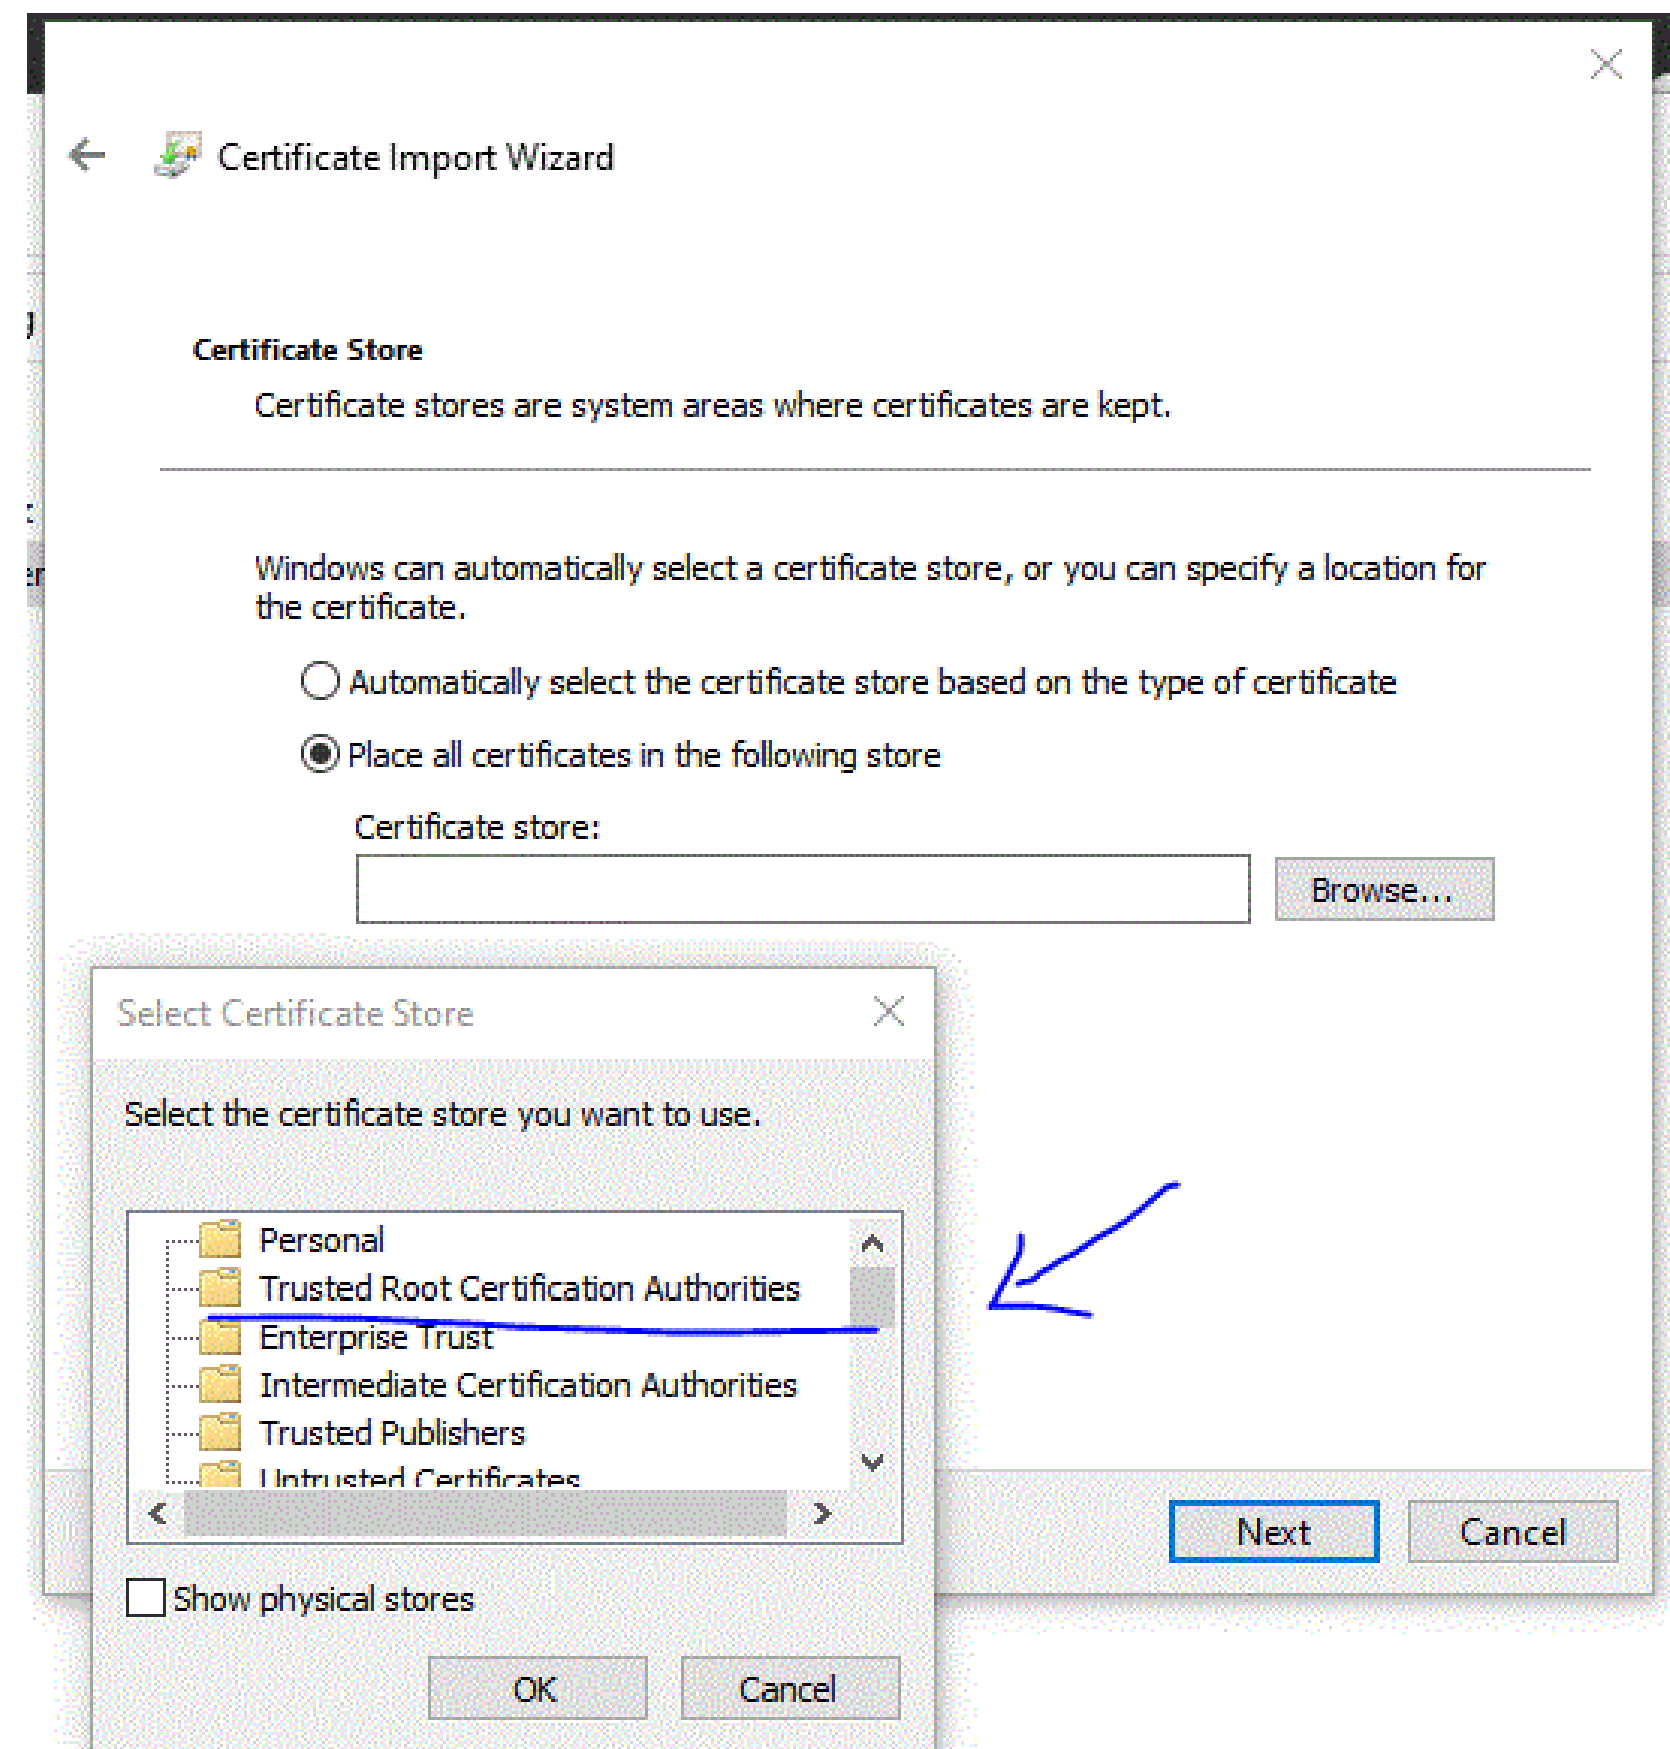 Certificate Import Wizard
Certificate Store
Certificate stores are system areas where certificates are kept.
Windows can automatically select a certificate store, or you can specify a location for
the certificate.
Automatically select the certificate store based on the type of certificate
Place all certificates in the following store
Certificate store:
Browse...
Select Certificate Store
Select the certificate store you want to use.
Personal
Trusted Root Certification Authorities
Enterprise Trust
Intermediate Certification Authorities
Trusted Publishers
Untrusted Certificates
Show physical stores
OK Cancel
Next Cancel